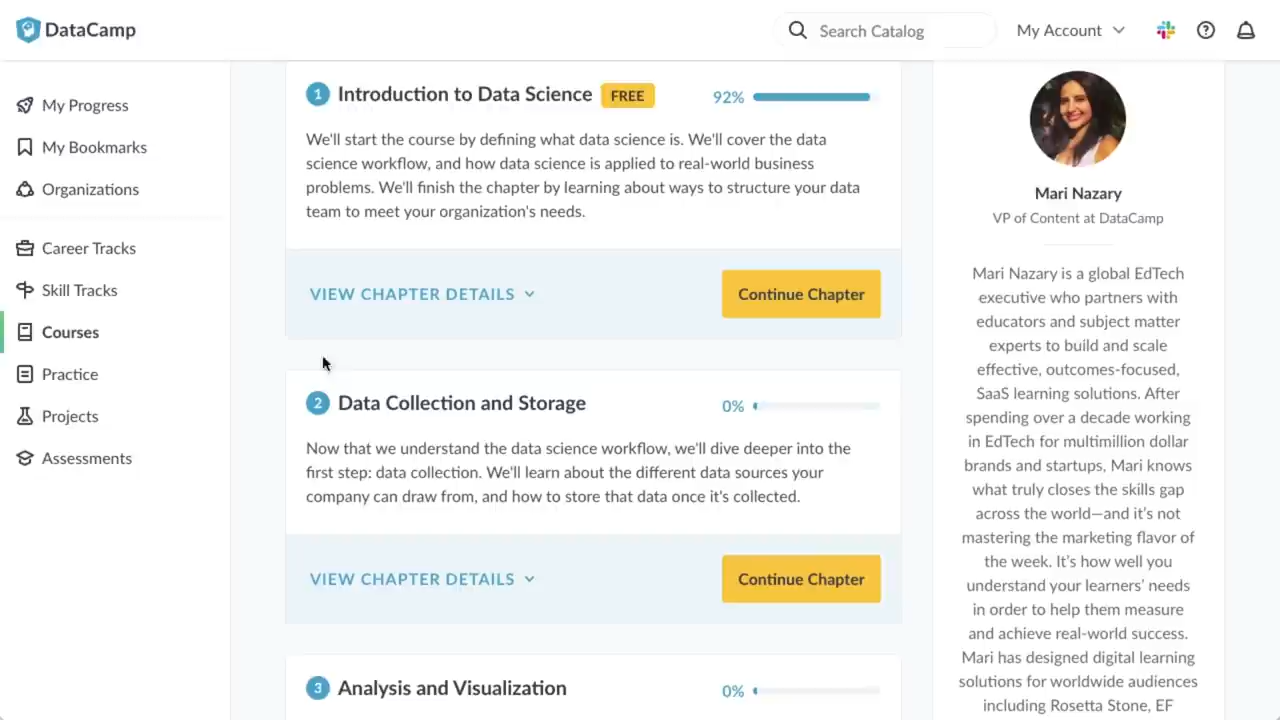 DataCamp
Search Catalog
My Account
My Progress
My Bookmarks
Organizations
Career Tracks
Skill Tracks
Courses
Practice
Projects
Assessments
1 Introduction to Data Science FREE 92%
We'll start the course by defining what data science is. We'll cover the data
science workflow, and how data science is applied to real-world business
problems. We'll finish the chapter by learning about ways to structure your data
team to meet your organization's needs.
VIEW CHAPTER DETAILS
Continue Chapter
2 Data Collection and Storage 0%
Now that we understand the data science workflow, we'll dive deeper into the
first step: data collection. We'll learn about the different data sources your
company can draw from, and how to store that data once it's collected.
VIEW CHAPTER DETAILS
Continue Chapter
3 Analysis and Visualization 0%
Mari Nazary
VP of Content at DataCamp
Mari Nazary is a global EdTech
executive who partners with
educators and subject matter
experts to build and scale
effective, outcomes-focused,
SaaS learning solutions. After
spending over a decade working
in EdTech for multimillion dollar
brands and startups, Mari knows
what truly closes the skills gap
across the world—and it's not
mastering the marketing flavor of
the week. It's how well you
understand your learners' needs
in order to help them measure
and achieve real-world success.
Mari has designed digital learning
solutions for worldwide audiences
including Rosetta Stone, EF